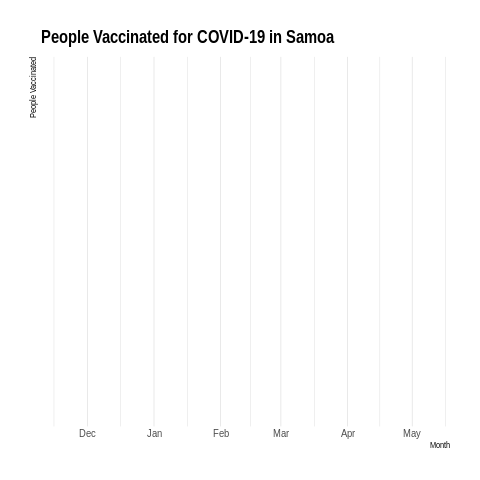 People Vaccinated for COVID-19 in Samoa
People Vaccinated
Dec Jan Feb Mar Apr May
Month